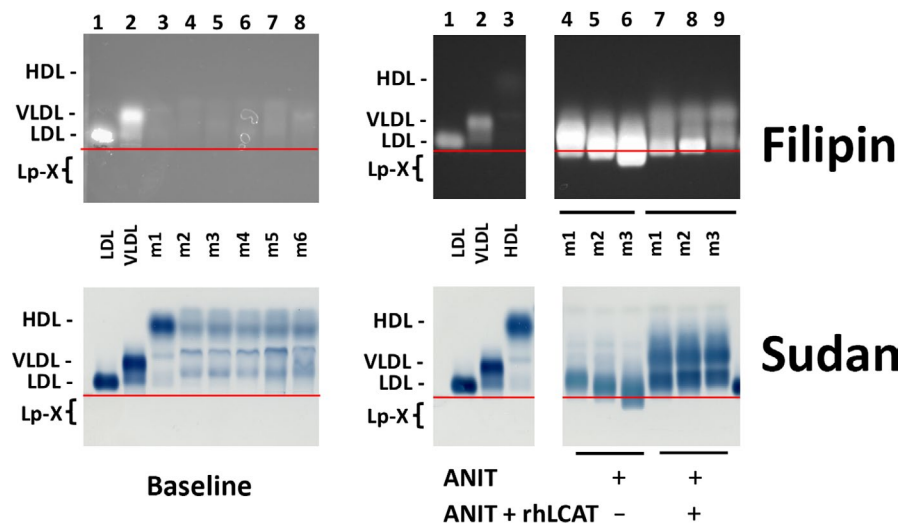 1 2 3 4 5 6 7 8
1 2 3 4 5 6 7 8 9
HDL -
VLDL -
LDL -
Lp-X {
HDL -
VLDL -
LDL -
Lp-X {
Filipin
LDL VLDL m1 m2 m3 m4 m5 m6
LDL VLDL HDL m1 m2 m3 m1 m2 m3
HDL -
VLDL -
LDL -
Lp-X {
HDL -
VLDL -
LDL -
Lp-X {
Sudan
Baseline
ANIT + +
ANIT + rhLCAT – +